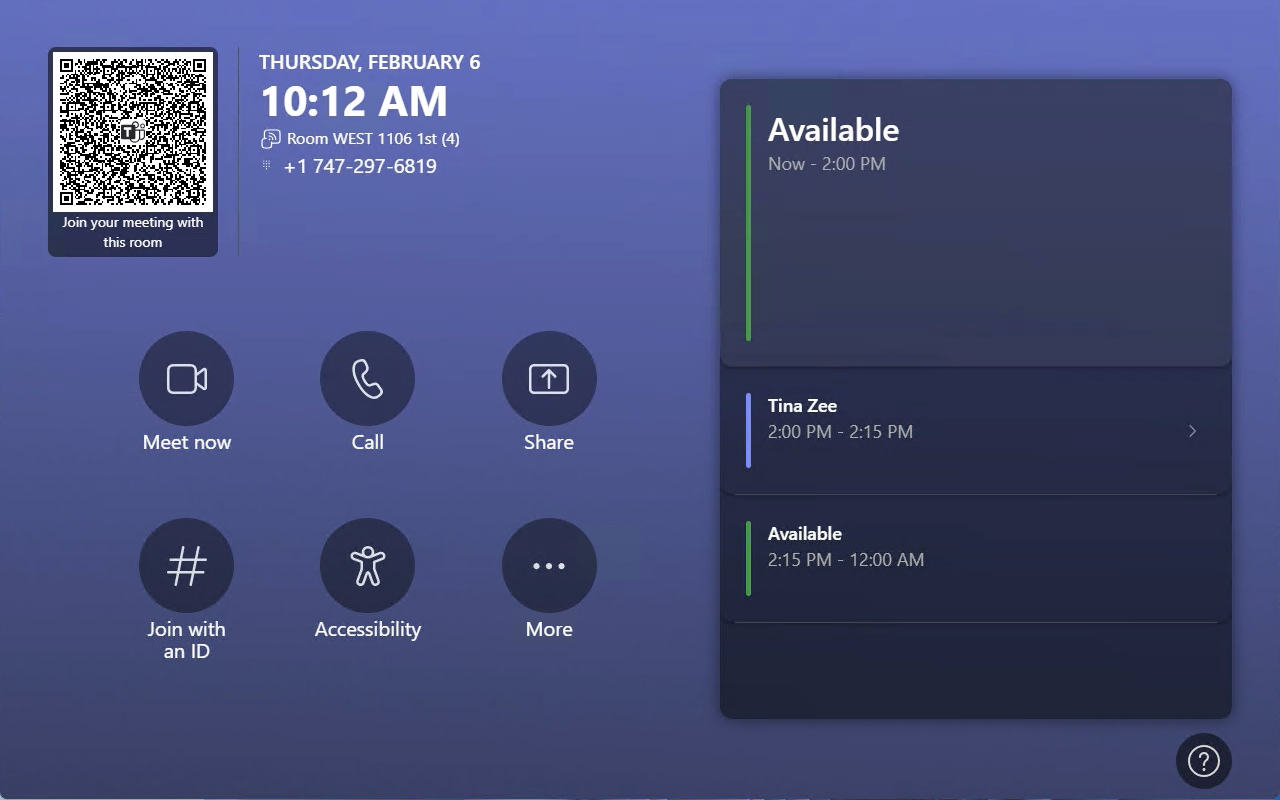 THURSDAY, FEBRUARY 6
10:12 AM
Room WEST 1106 1st (4)
+1 747-297-6819
Join your meeting with
this room
Meet now
Call
Share
Join with
an ID
Accessibility
More
Available
Now - 2:00 PM
Tina Zee
2:00 PM - 2:15 PM
Available
2:15 PM - 12:00 AM